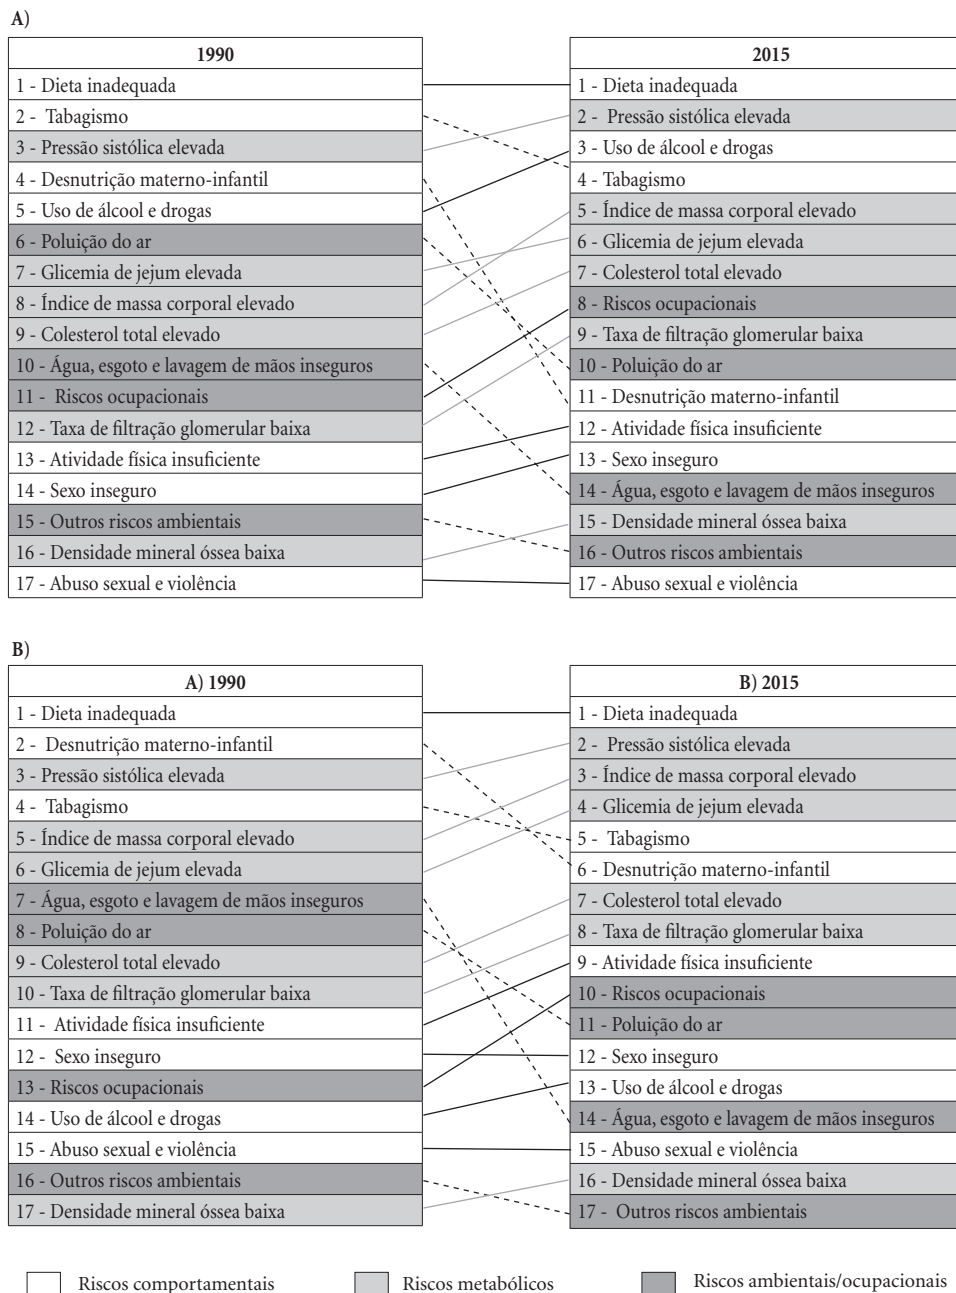 A)
1990
1 - Dieta inadequada
2 - Tabagismo
3 - Pressão sistólica elevada
4 - Desnutrição materno-infantil
5 - Uso de álcool e drogas
6 - Poluição do ar
7 - Glicemia de jejum elevada
8 - Índice de massa corporal elevado
9 - Colesterol total elevado
10 - Água, esgoto e lavagem de mãos inseguros
11 - Riscos ocupacionais
12 - Taxa de filtração glomerular baixa
13 - Atividade física insuficiente
14 - Sexo inseguro
15 - Outros riscos ambientais
16 - Densidade mineral óssea baixa
17 - Abuso sexual e violência
2015
1 - Dieta inadequada
2 - Pressão sistólica elevada
3 - Uso de álcool e drogas
4 - Tabagismo
5 - Índice de massa corporal elevado
6 - Glicemia de jejum elevada
7 - Colesterol total elevado
8 - Riscos ocupacionais
9 - Taxa de filtração glomerular baixa
10 - Poluição do ar
11 - Desnutrição materno-infantil
12 - Atividade física insuficiente
13 - Sexo inseguro
14 - Água, esgoto e lavagem de mãos inseguros
15 - Densidade mineral óssea baixa
16 - Outros riscos ambientais
17 - Abuso sexual e violência
B)
A) 1990
1 - Dieta inadequada
2 - Desnutrição materno-infantil
3 - Pressão sistólica elevada
4 - Tabagismo
5 - Índice de massa corporal elevado
6 - Glicemia de jejum elevada
7 - Água, esgoto e lavagem de mãos inseguros
8 - Poluição do ar
9 - Colesterol total elevado
10 - Taxa de filtração glomerular baixa
11 - Atividade física insuficiente
12 - Sexo inseguro
13 - Riscos ocupacionais
14 - Uso de álcool e drogas
15 - Abuso sexual e violência
16 - Outros riscos ambientais
17 - Densidade mineral óssea baixa
B) 2015
1 - Dieta inadequada
2 - Pressão sistólica elevada
3 - Índice de massa corporal elevado
4 - Glicemia de jejum elevada
5 - Tabagismo
6 - Desnutrição materno-infantil
7 - Colesterol total elevado
8 - Taxa de filtração glomerular baixa
9 - Atividade física insuficiente
10 - Riscos ocupacionais
11 - Poluição do ar
12 - Sexo inseguro
13 - Uso de álcool e drogas
14 - Água, esgoto e lavagem de mãos inseguros
15 - Abuso sexual e violência
16 - Densidade mineral óssea baixa
17 - Outros riscos ambientais
Riscos comportamentais
Riscos metabólicos
Riscos ambientais/ocupacionais